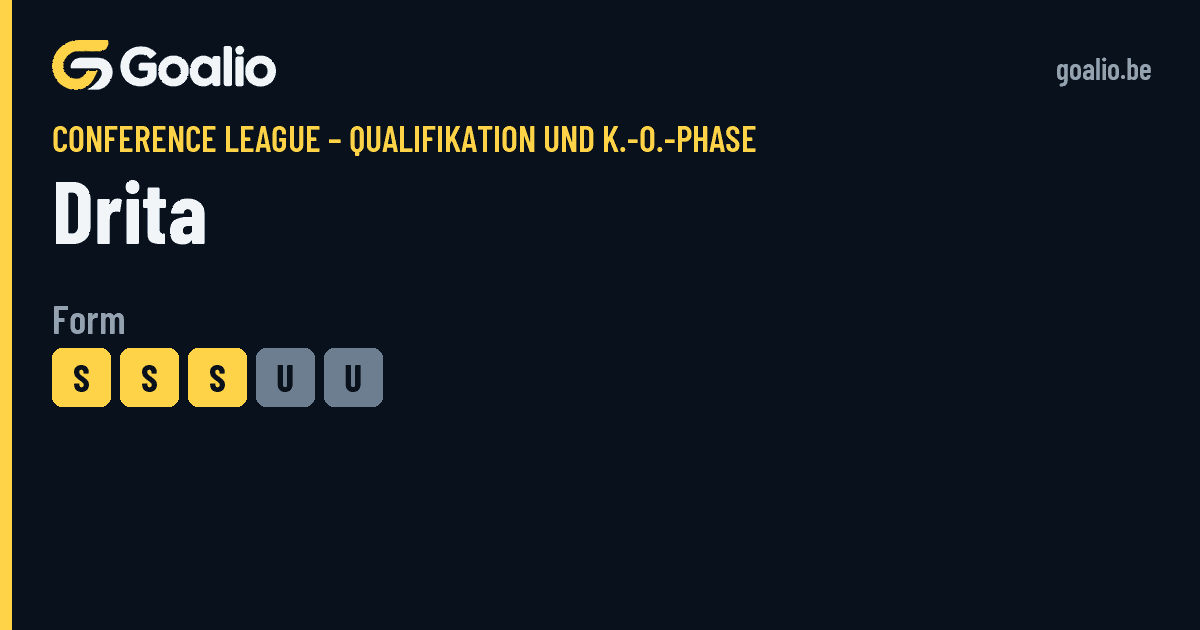 Goalio
goalio.be
CONFERENCE LEAGUE – QUALIFIKATION UND K.-O.-PHASE
Drita
Form
S S S U U